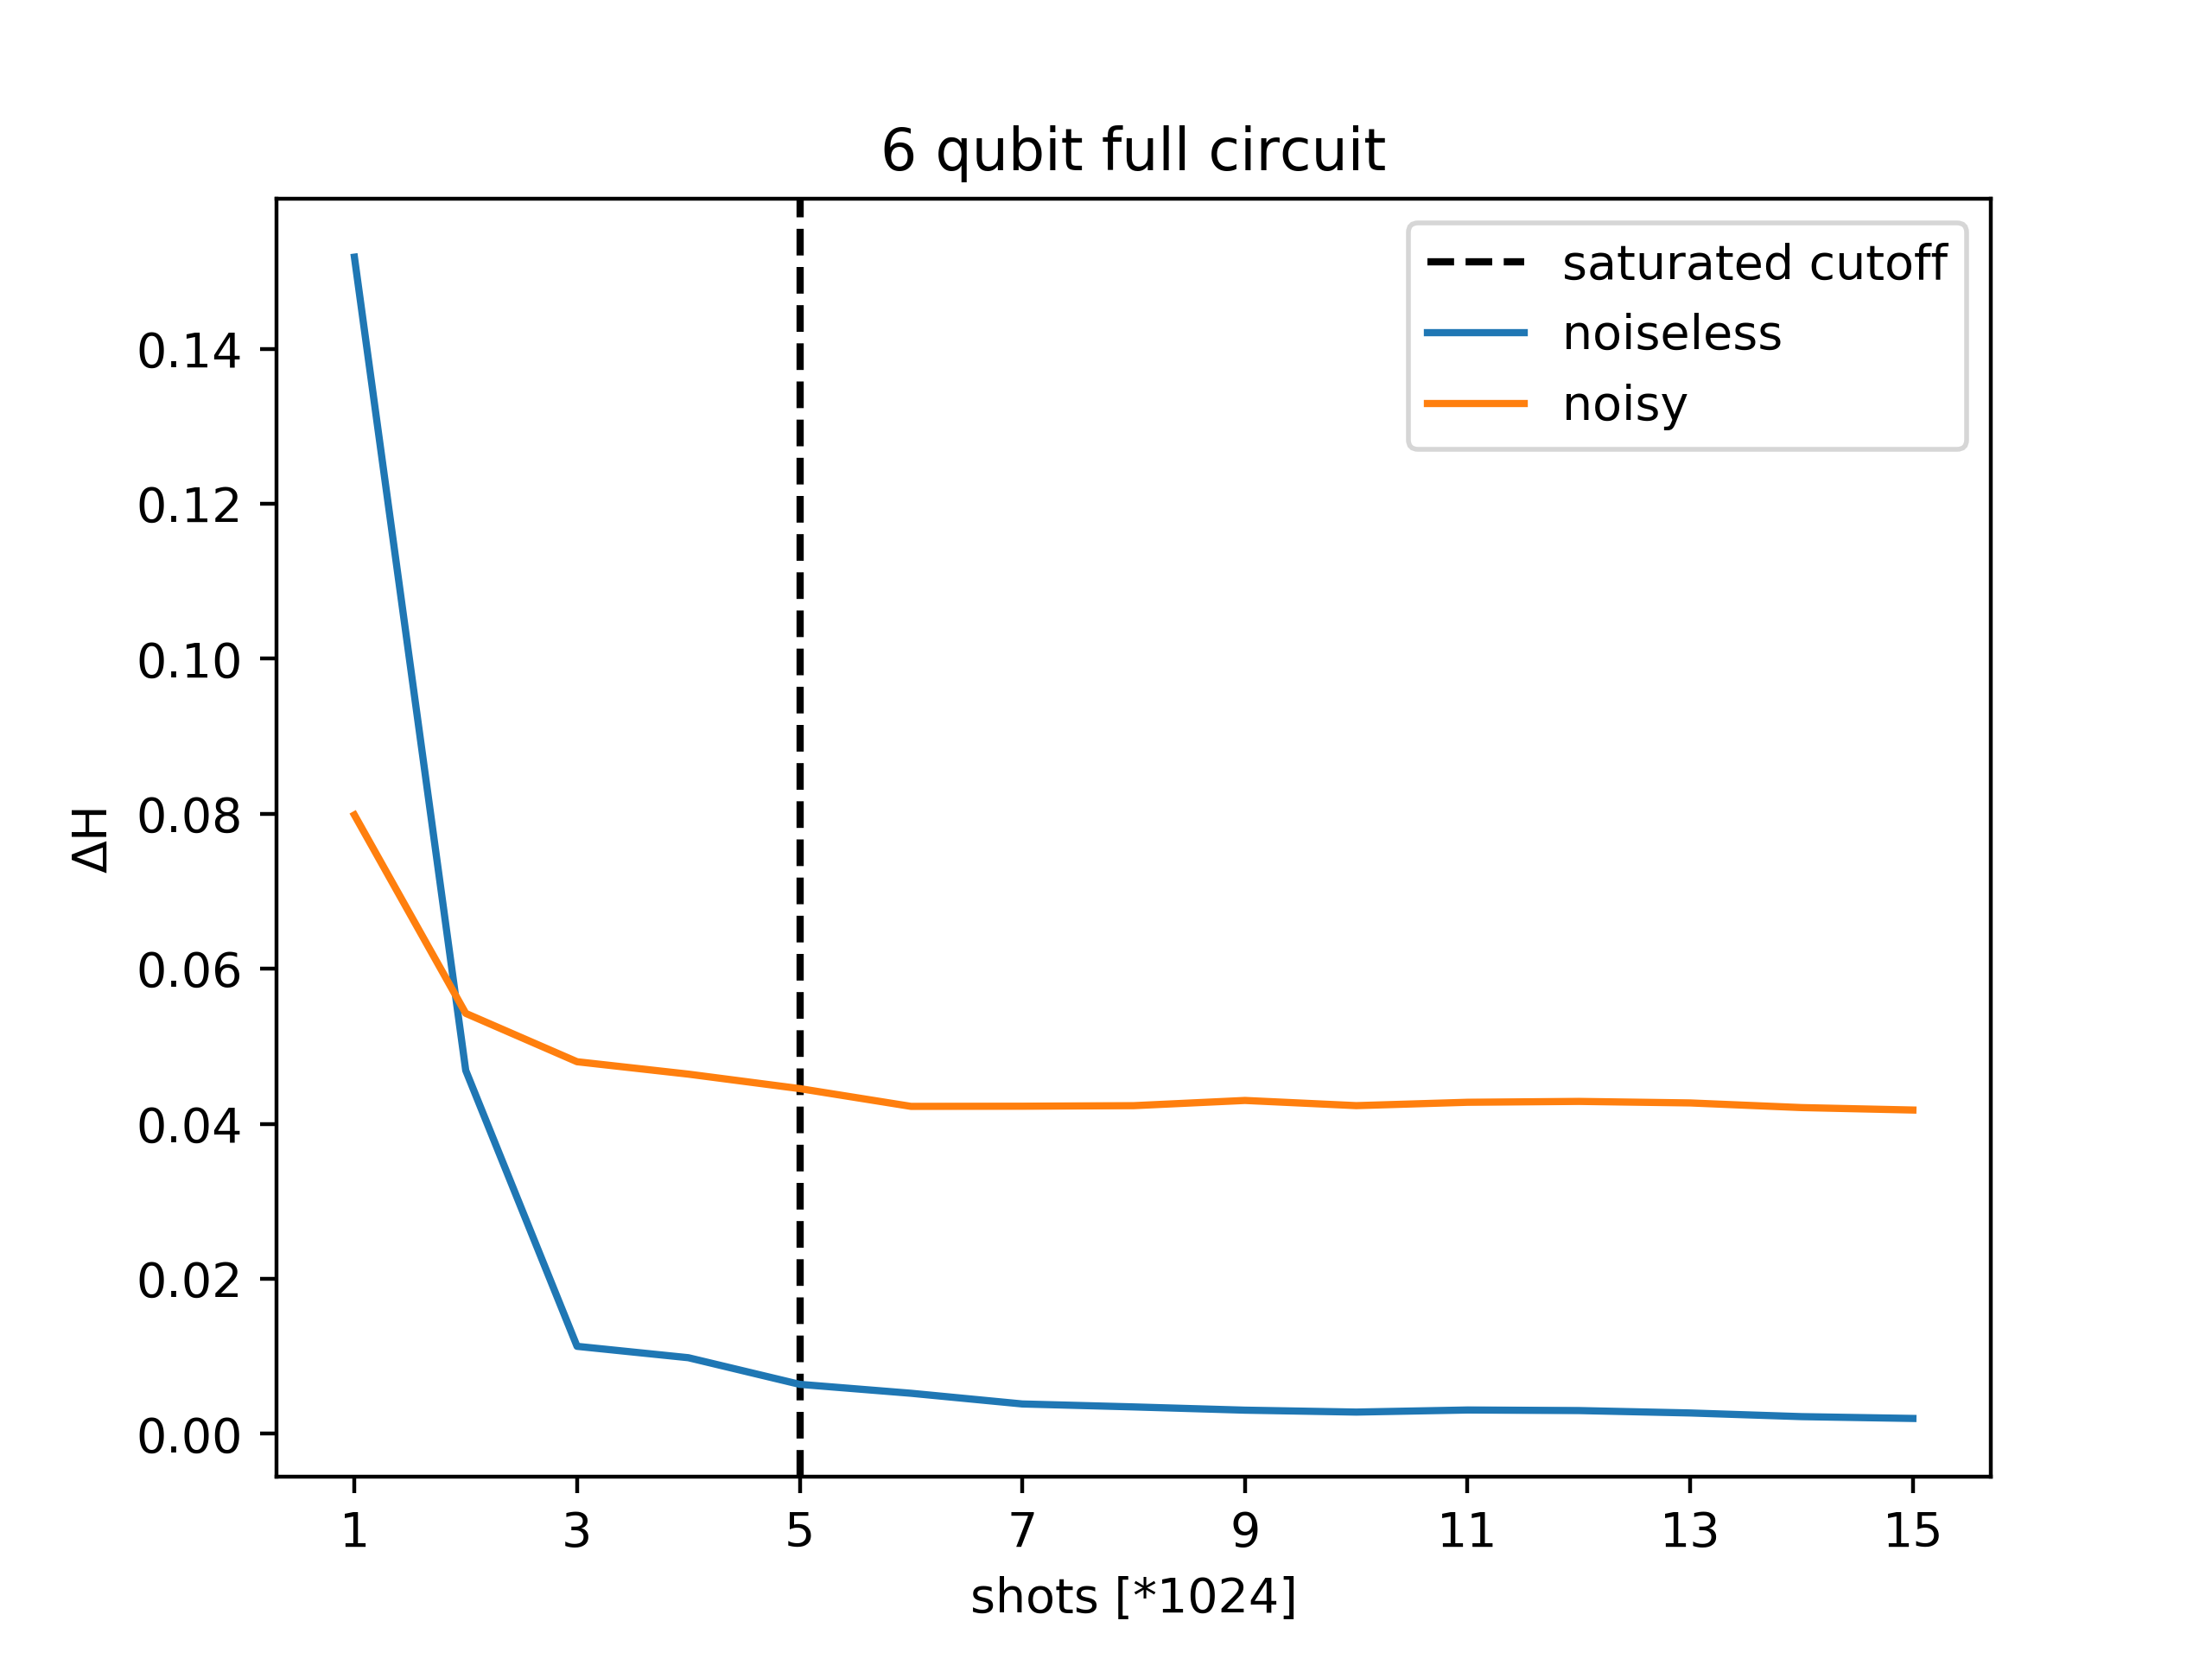 6 qubit full circuit
saturated cutoff
noiseless
noisy
0.14
0.12
0.10
0.08
0.06
0.04
0.02
0.00
ΔH
1 3 5 7 9 11 13 15
shots [*1024]